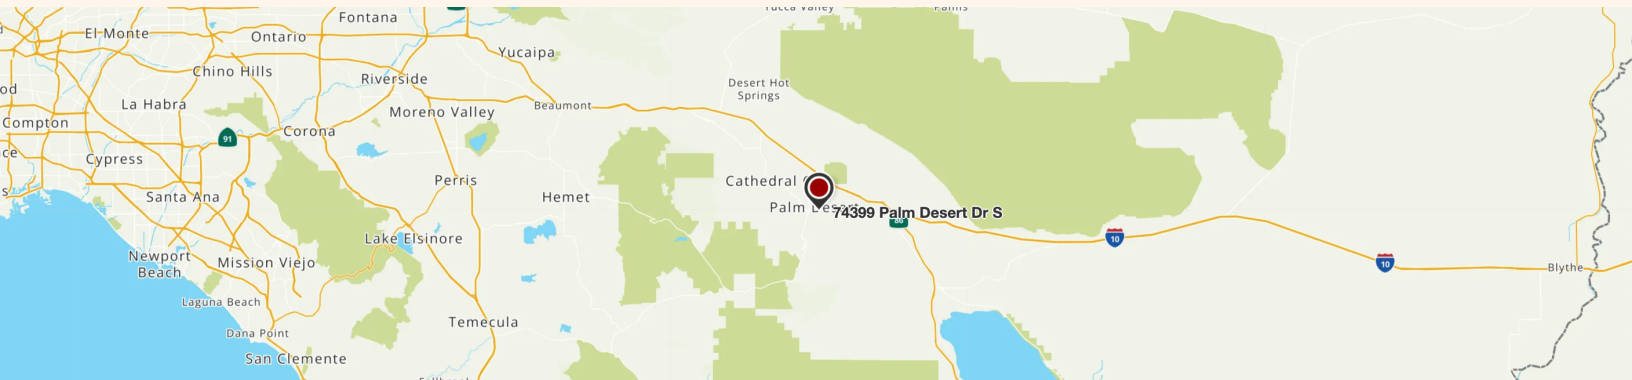 Yucca Valley
Palms
Fontana
El Monte
Ontario
Yucaipa
Chino Hills
Riverside
Desert Hot
Springs
La Habra
Moreno Valley
Beaumont
Compton
Corona
91
Cypress
Perris
Cathedral
Santa Ana
Hemet
Palm Desert
74399 Palm Desert Dr S
86
Lake Elsinore
10
Newport
Beach
Mission Viejo
10
Blythe
Laguna Beach
Temecula
Dana Point
San Clemente